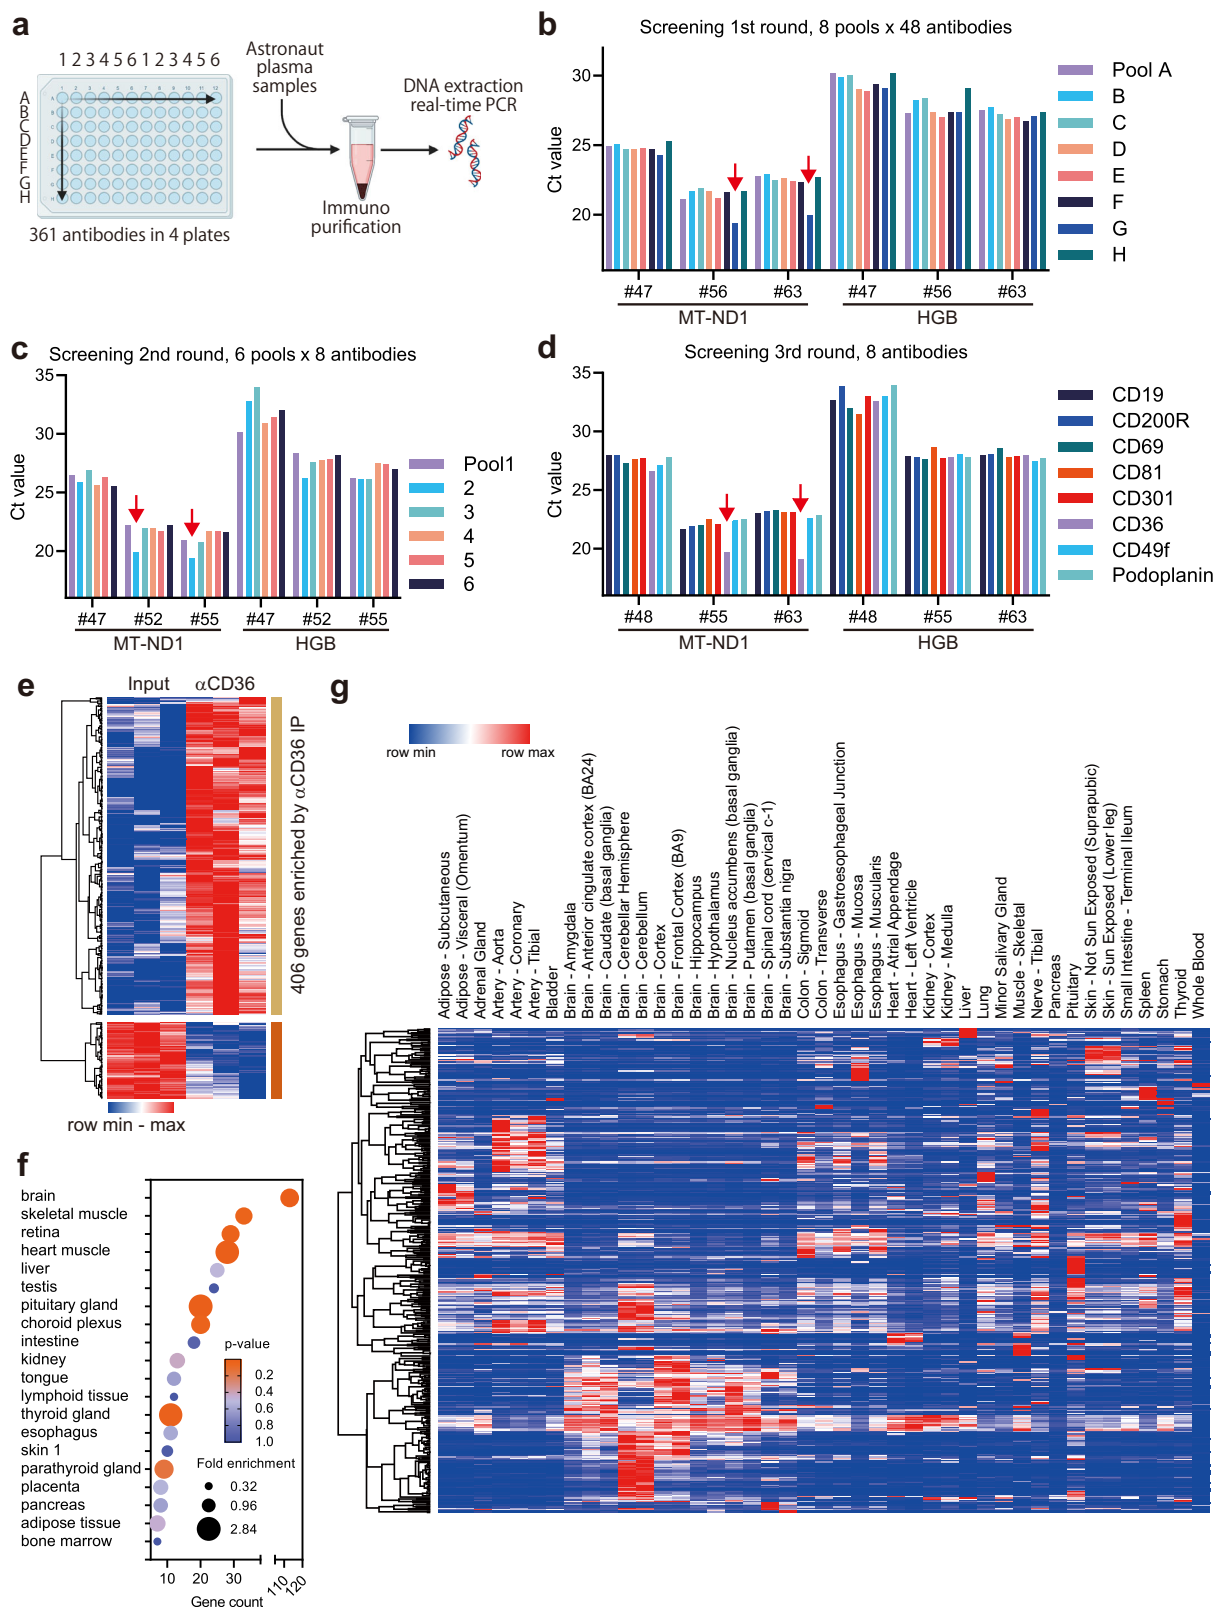 a
1 2 3 4 5 6 1 2 3 4 5 6
A
B
C
D
E
F
G
H
361 antibodies in 4 plates
Astronaut
plasma
samples
Immuno
purification
DNA extraction
real-time PCR
b
Screening 1st round, 8 pools x 48 antibodies
Ct value
30
25
20
#47 #56 #63 #47 #56 #63
MT-ND1 HGB
Pool A
B
C
D
E
F
G
H
c
Screening 2nd round, 6 pools x 8 antibodies
Ct value
35
30
25
20
#47 #52 #55 #47 #52 #55
MT-ND1 HGB
Pool1
2
3
4
5
6
d
Screening 3rd round, 8 antibodies
Ct value
35
30
25
20
#48 #55 #63 #48 #55 #63
MT-ND1 HGB
CD19
CD200R
CD69
CD81
CD301
CD36
CD49f
Podoplanin
e
Input αCD36
406 genes enriched by αCD36 IP
row min - max
f
brain
skeletal muscle
retina
heart muscle
liver
testis
pituitary gland
choroid plexus
intestine
kidney
tongue
lymphoid tissue
thyroid gland
esophagus
skin 1
parathyroid gland
placenta
pancreas
adipose tissue
bone marrow
p-value
0.2
0.4
0.6
0.8
1.0
Fold enrichment
0.32
0.96
2.84
10 20 30 110 120
Gene count
g
row min row max
Adipose - Subcutaneous
Adipose - Visceral (Omentum)
Adrenal Gland
Artery - Aorta
Artery - Coronary
Artery - Tibial
Bladder
Brain - Amygdala
Brain - Anterior cingulate cortex (BA24)
Brain - Caudate (basal ganglia)
Brain - Cerebellar Hemisphere
Brain - Cerebellum
Brain - Cortex
Brain - Frontal Cortex (BA9)
Brain - Hippocampus
Brain - Hypothalamus
Brain - Nucleus accumbens (basal ganglia)
Brain - Putamen (basal ganglia)
Brain - Spinal cord (cervical c-1)
Brain - Substantia nigra
Colon - Sigmoid
Colon - Transverse
Esophagus - Gastroesophageal Junction
Esophagus - Mucosa
Esophagus - Muscularis
Heart - Atrial Appendage
Heart - Left Ventricle
Kidney - Cortex
Kidney - Medulla
Liver
Lung
Minor Salivary Gland
Muscle - Skeletal
Nerve - Tibial
Pancreas
Pituitary
Skin - Not Sun Exposed (Suprapubic)
Skin - Sun Exposed (Lower leg)
Small Intestine - Terminal Ileum
Spleen
Stomach
Thyroid
Whole Blood